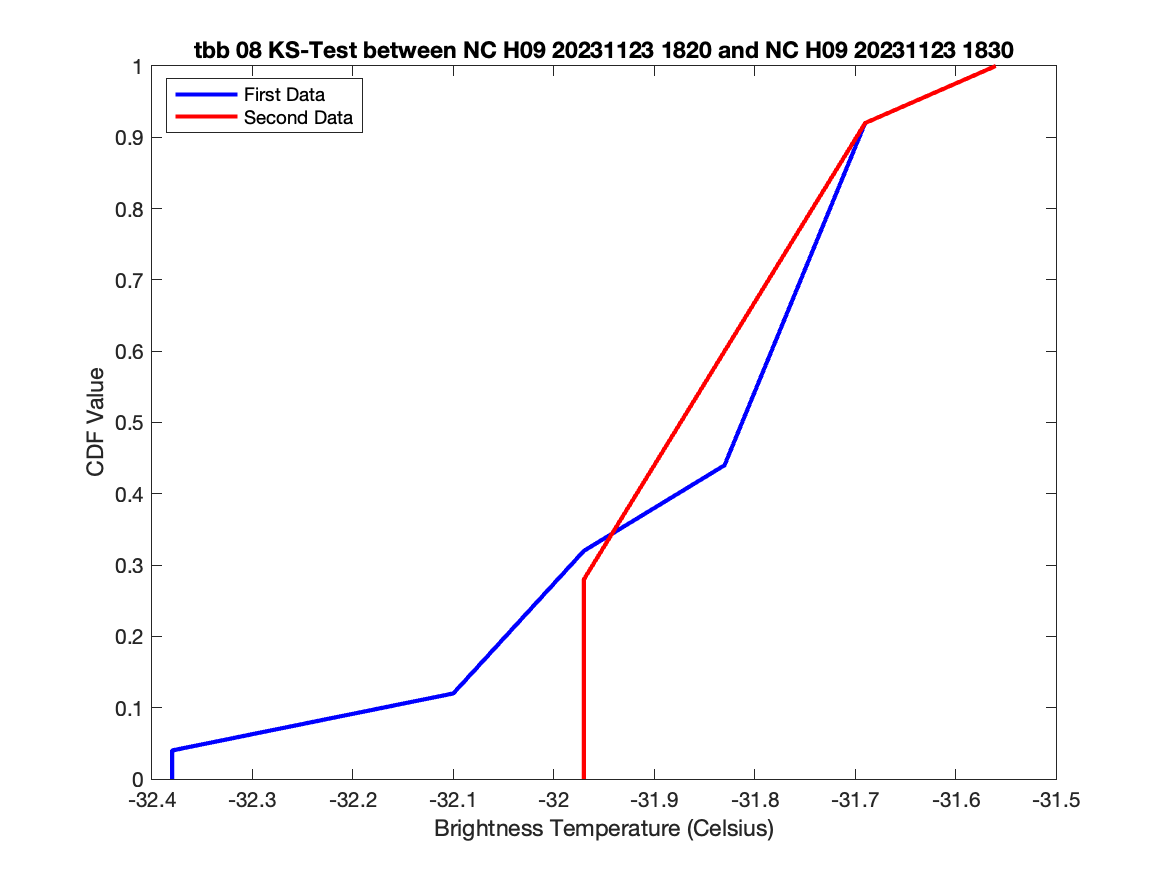 tbb 08 KS-Test between NC H09 20231123 1820 and NC H09 20231123 1830
First Data
Second Data
1
0.9
0.8
0.7
0.6
0.5
0.4
0.3
0.2
0.1
0
CDF Value
-32.4 -32.3 -32.2 -32.1 -32 -31.9 -31.8 -31.7 -31.6 -31.5
Brightness Temperature (Celsius)